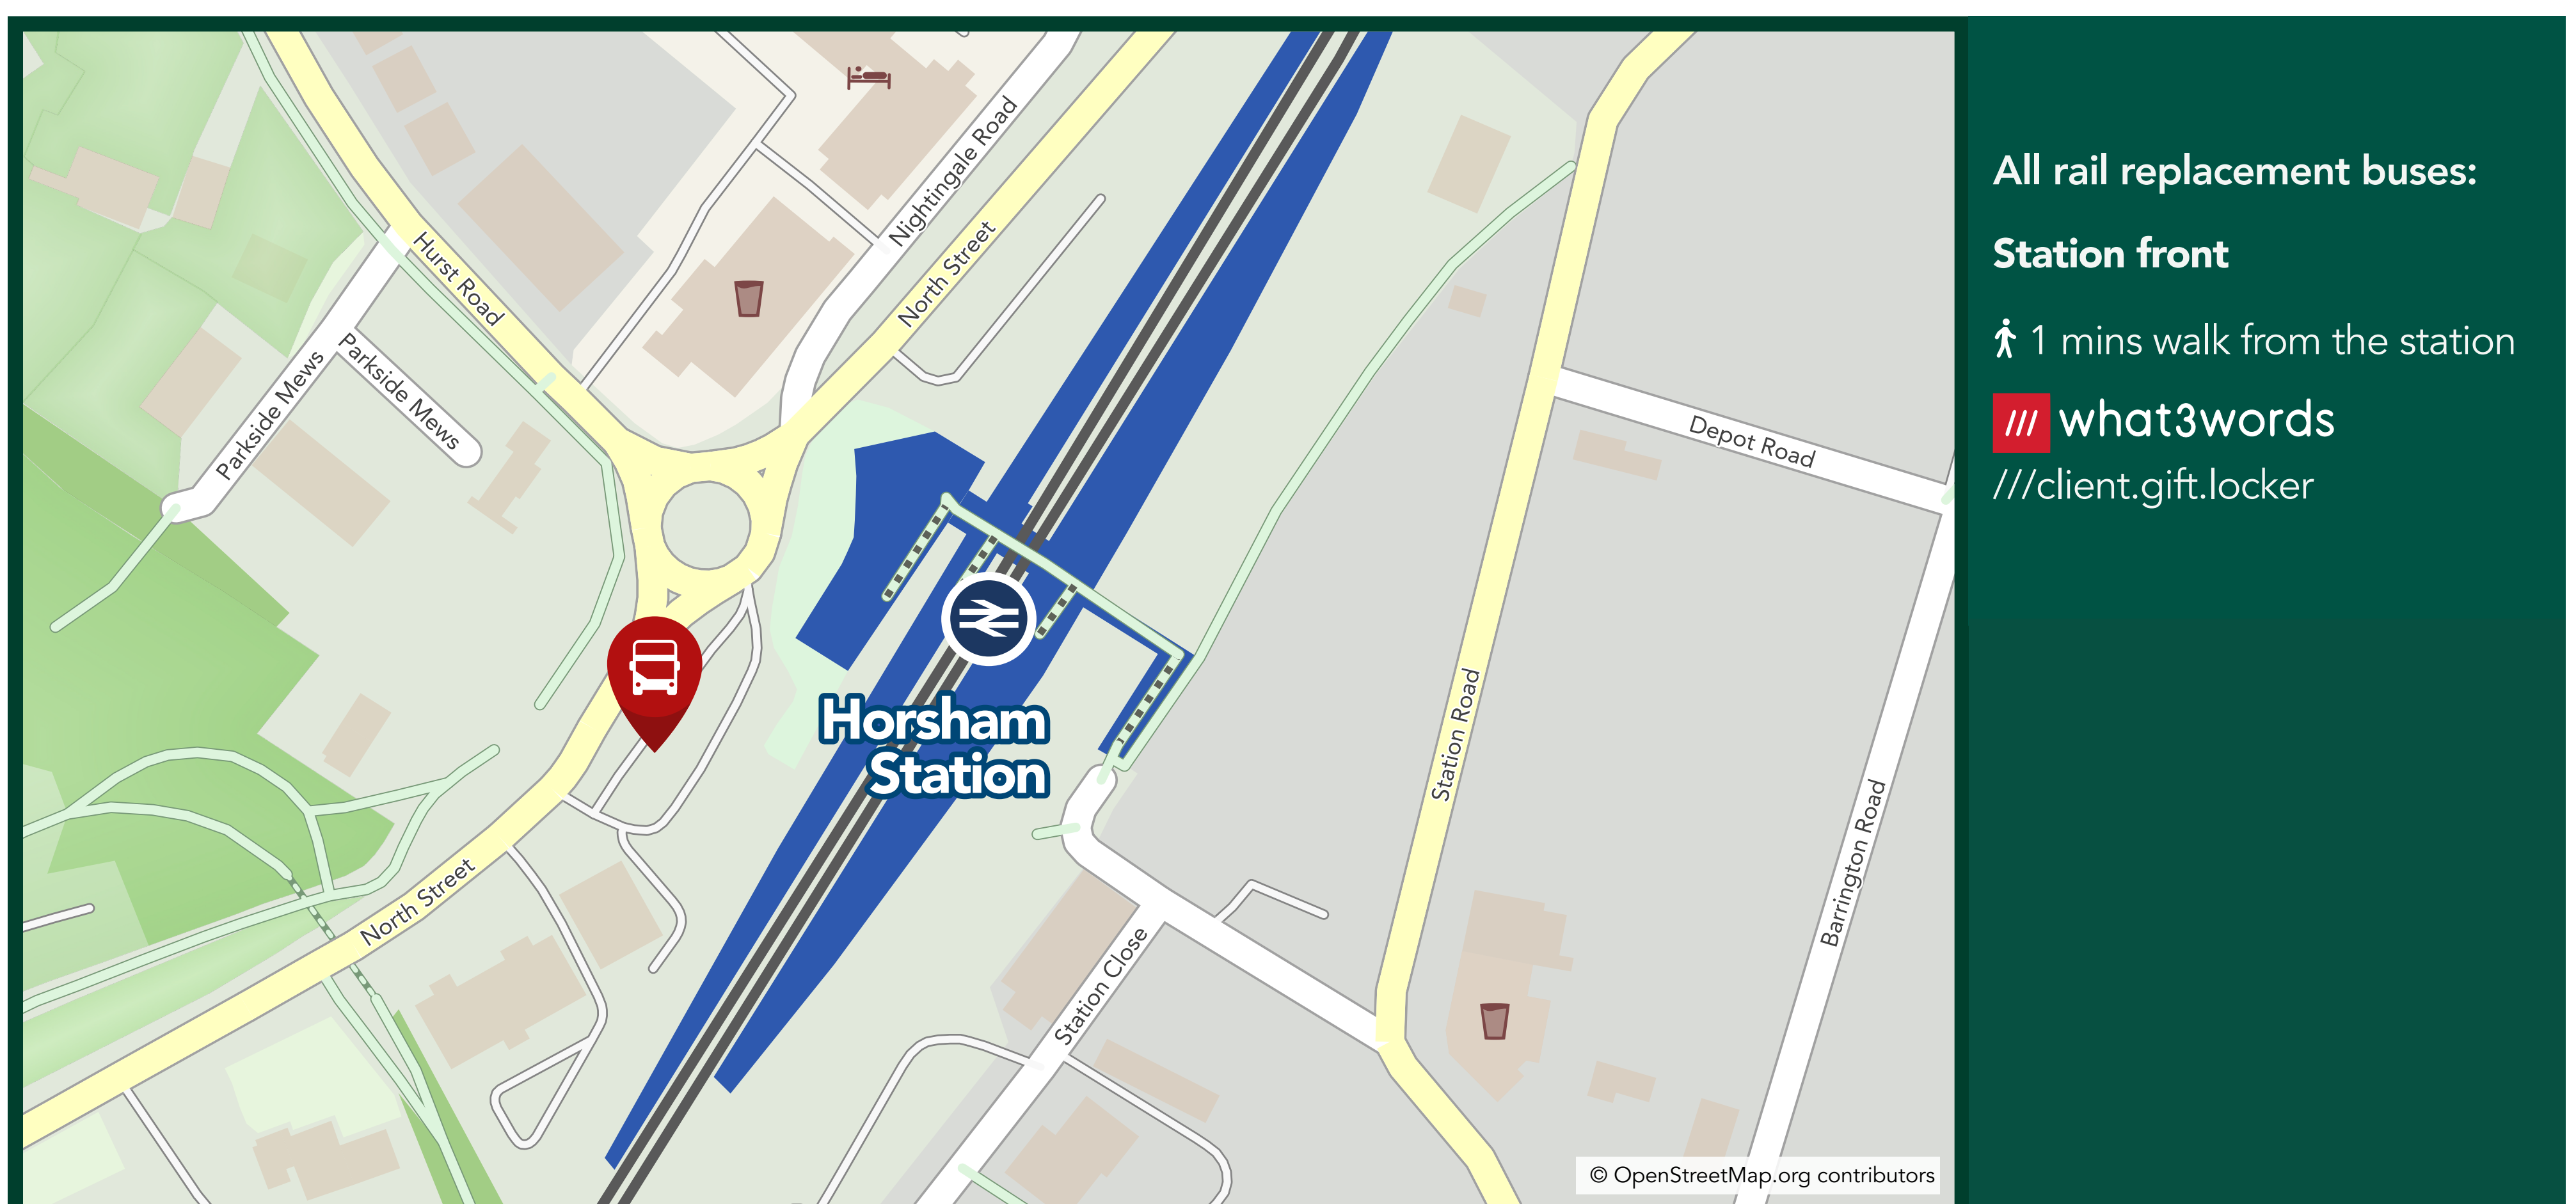 Nightingale Road
North Street
Hurst Road
Parkside Mews
Parkside Mews
Depot Road
Horsham
Station
Station Road
Barrington Road
North Street
Station Close
© OpenStreetMap.org contributors
All rail replacement buses:
Station front
1 mins walk from the station
what3words
///client.gift.locker